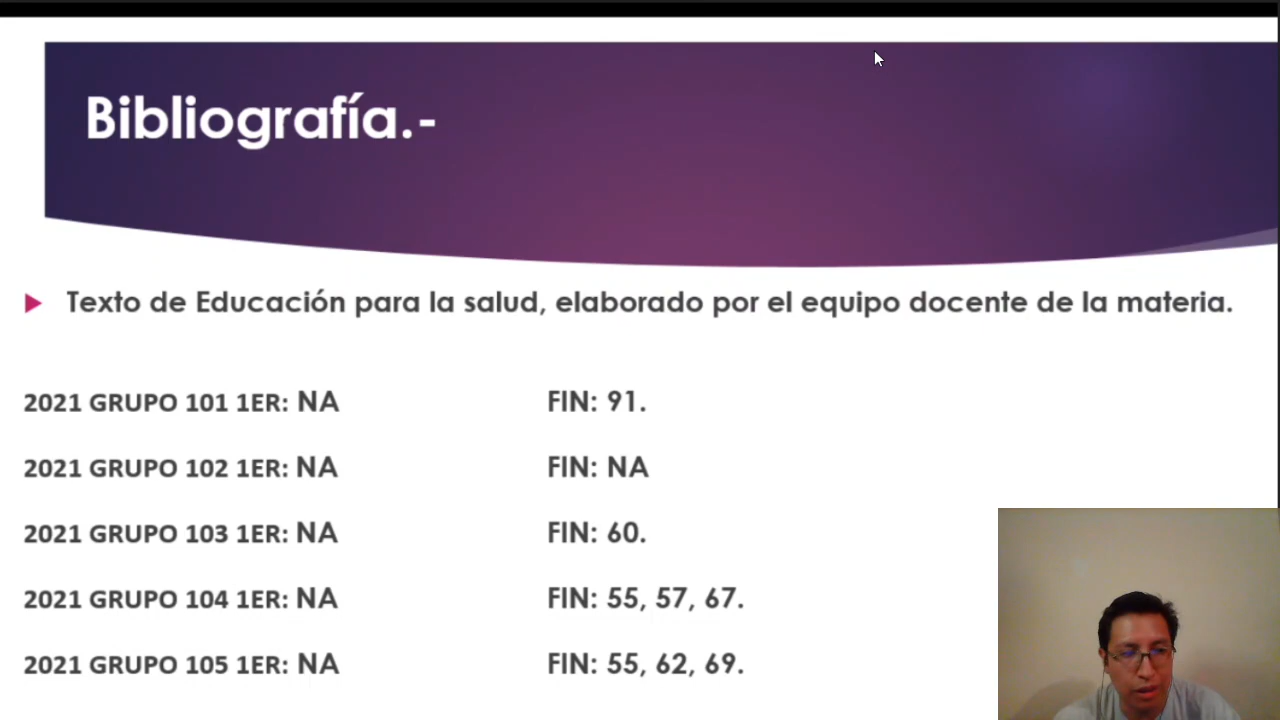 Bibliografía.-
Texto de Educación para la salud, elaborado por el equipo docente de la materia.
2021 GRUPO 101 1ER: NA FIN: 91.
2021 GRUPO 102 1ER: NA FIN: NA
2021 GRUPO 103 1ER: NA FIN: 60.
2021 GRUPO 104 1ER: NA FIN: 55, 57, 67.
2021 GRUPO 105 1ER: NA FIN: 55, 62, 69.